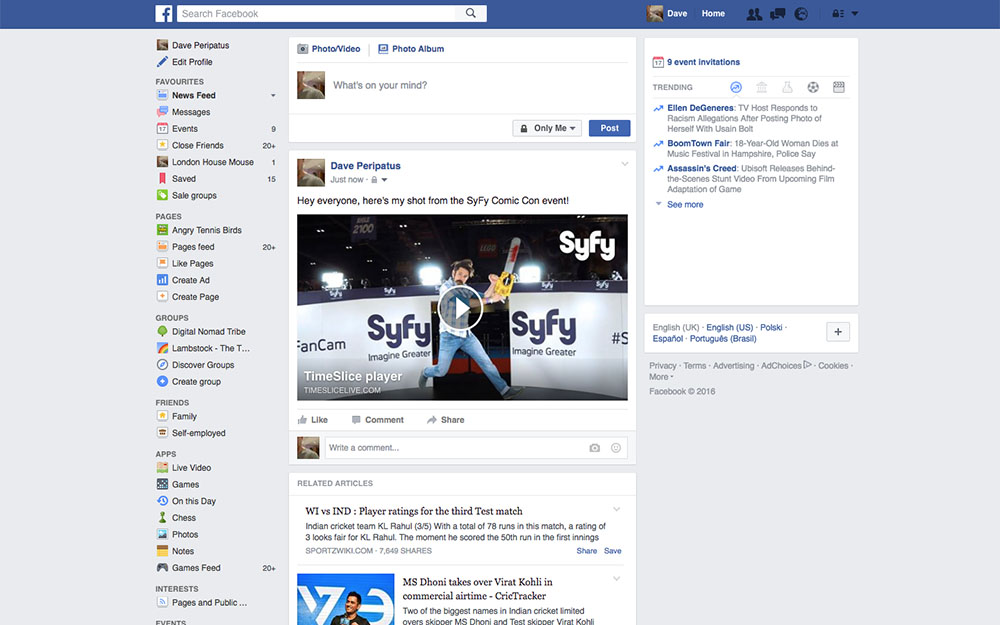 Search Facebook
Dave
Home
Dave Peripatus
Edit Profile
FAVOURITES
News Feed
Messages
Events 9
Close Friends 20+
London House Mouse 1
Saved 15
Sale groups
PAGES
Angry Tennis Birds
Pages feed 20+
Like Pages
Create Ad
Create Page
GROUPS
Digital Nomad Tribe
Lambstock - The T...
Discover Groups
Create group
FRIENDS
Family
Self-employed
APPS
Live Video
Games
On this Day
Chess
Photos
Notes
Games Feed 20+
INTERESTS
Pages and Public ...
EVENTS
Photo/Video
Photo Album
What's on your mind?
Only Me
Post
Dave Peripatus
Just now ·
Hey everyone, here's my shot from the SyFy Comic Con event!
2100
LEGO
Syfy
Syfy
Syfy
Syfy
FanCam
Syfy
Imagine Greater
Syfy
Imagine Greater
#S
TimeSlice player
TIMESLICELIVE.COM
Like
Comment
Share
Write a comment...
RELATED ARTICLES
WI vs IND : Player ratings for the third Test match
Indian cricket team KL Rahul (3/5) With a total of 78 runs in this match, a rating of
3 looks fair for KL Rahul. The moment he scored the 50th run in the first innings
SPORTZWIKI.COM · 7,649 SHARES
Share Save
MS Dhoni takes over Virat Kohli in
commercial airtime - CricTracker
Two of the biggest names in Indian cricket limited
overs skipper MS Dhoni and Test skipper Virat Kohli
17
9 event invitations
TRENDING
Ellen DeGeneres: TV Host Responds to
Racism Allegations After Posting Photo of
Herself With Usain Bolt
BoomTown Fair: 18-Year-Old Woman Dies at
Music Festival in Hampshire, Police Say
Assassin's Creed: Ubisoft Releases Behind-
the-Scenes Stunt Video From Upcoming Film
Adaptation of Game
See more
English (UK) · English (US) · Polski ·
Español · Português (Brasil)
+
Privacy · Terms · Advertising · AdChoices · Cookies ·
More
Facebook © 2016